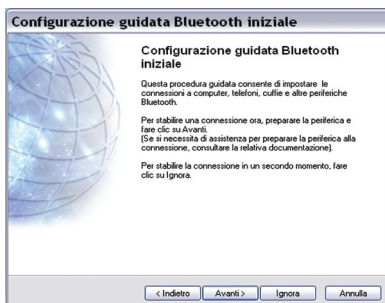 Configurazione guidata Bluetooth iniziale
Configurazione guidata Bluetooth
iniziale
Questa procedura guidata consente di impostare le
connessioni a computer, telefoni, cuffie e altre periferiche
Bluetooth.
Per stabilire una connessione ora, preparare la periferica e
fare clic su Avanti.
(Se si necessita di assistenza per preparare la periferica alla
connessione, consultare la relativa documentazione).
Per stabilire la connessione in un secondo momento, fare
clic su Ignora.
< Indietro
Avanti >
Ignora
Annulla